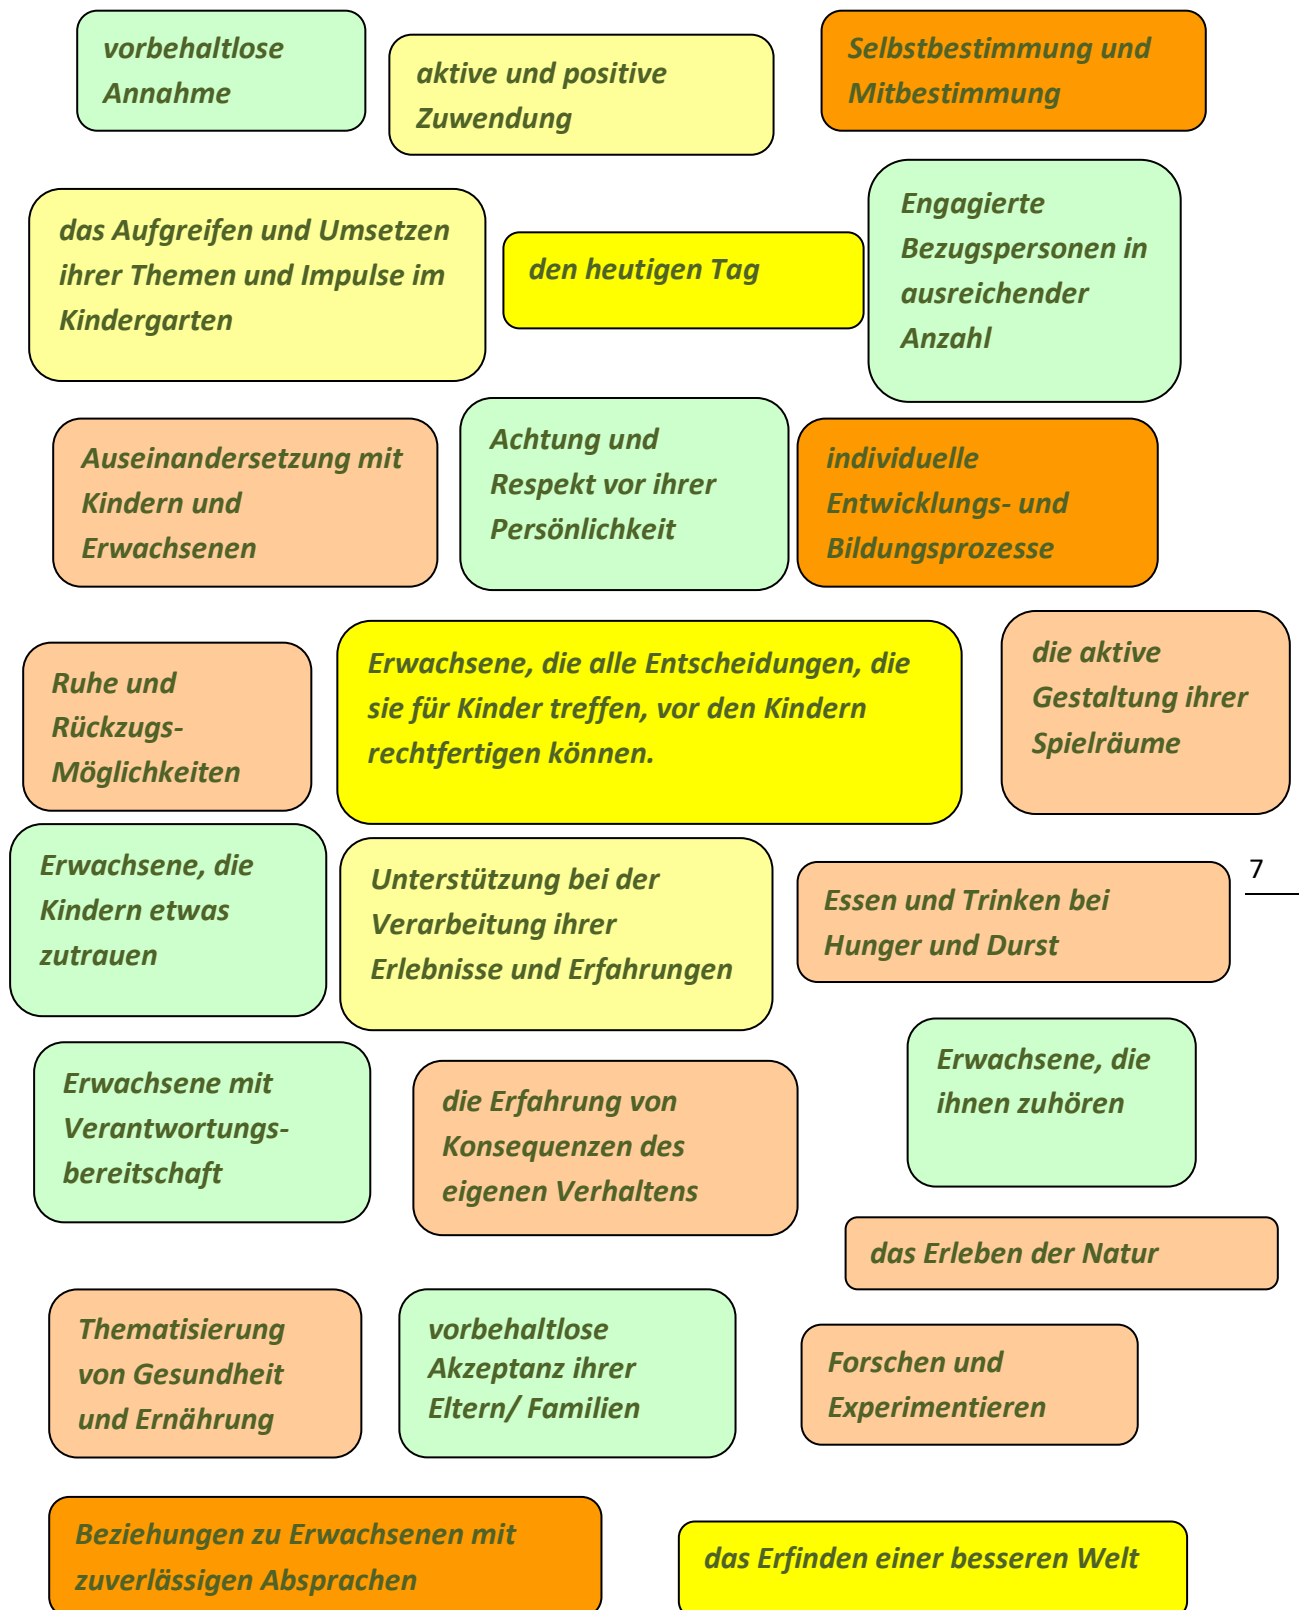 vorbehaltlose
Annahme
aktive und positive
Zuwendung
Selbstbestimmung und
Mitbestimmung
das Aufgreifen und Umsetzen
ihrer Themen und Impulse im
Kindergarten
den heutigen Tag
Engagierte
Bezugspersonen in
ausreichender
Anzahl
Auseinandersetzung mit
Kindern und
Erwachsenen
Achtung und
Respekt vor ihrer
Persönlichkeit
individuelle
Entwicklungs- und
Bildungsprozesse
Ruhe und
Rückzugs-
Möglichkeiten
Erwachsene, die alle Entscheidungen, die
sie für Kinder treffen, vor den Kindern
rechtfertigen können.
die aktive
Gestaltung ihrer
Spielräume
Erwachsene, die
Kindern etwas
zutrauen
Unterstützung bei der
Verarbeitung ihrer
Erlebnisse und Erfahrungen
Essen und Trinken bei
Hunger und Durst
7
Erwachsene mit
Verantwortungs-
bereitschaft
die Erfahrung von
Konsequenzen des
eigenen Verhaltens
Erwachsene, die
ihnen zuhören
das Erleben der Natur
Thematisierung
von Gesundheit
und Ernährung
vorbehaltlose
Akzeptanz ihrer
Eltern/ Familien
Forschen und
Experimentieren
Beziehungen zu Erwachsenen mit
zuverlässigen Absprachen
das Erfinden einer besseren Welt